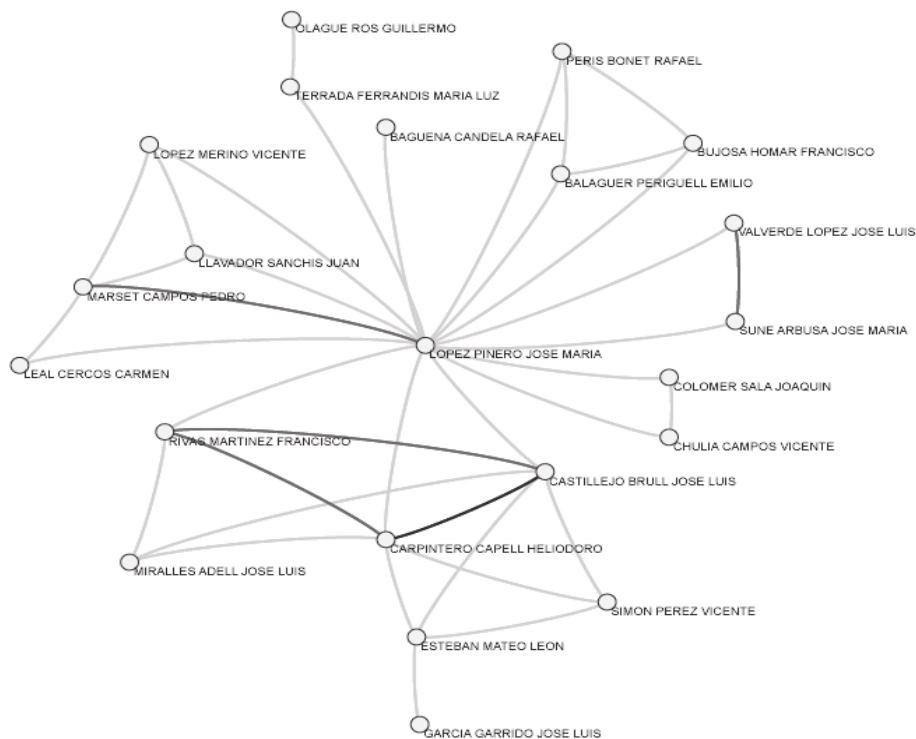 OLAGUE ROS GUILLERMO
PERIS BONET RAFAEL
TERRADA FERRANDIS MARIA LUZ
BAGUENA CANDELA RAFAEL
LOPEZ MERINO VICENTE
BUJOSA HOMAR FRANCISCO
BALAGUER PERIGUELL EMILIO
VALVERDE LOPEZ JOSE LUIS
LLAVADOR SANCHIS JUAN
MARSET CAMPOS PEDRO
SUNE ARBUSA JOSE MARIA
LOPEZ PINERO JOSE MARIA
LEAL CERCOS CARMEN
COLOMER SALA JOAQUIN
RIVAS MARTINEZ FRANCISCO
CHULIA CAMPOS VICENTE
CASTILLEJO BRULL JOSE LUIS
CARPINTERO CAPELL HELIODORO
MIRALLES ADELL JOSE LUIS
SIMON PEREZ VICENTE
ESTEBAN MATEO LEON
GARCIA GARRIDO JOSE LUIS